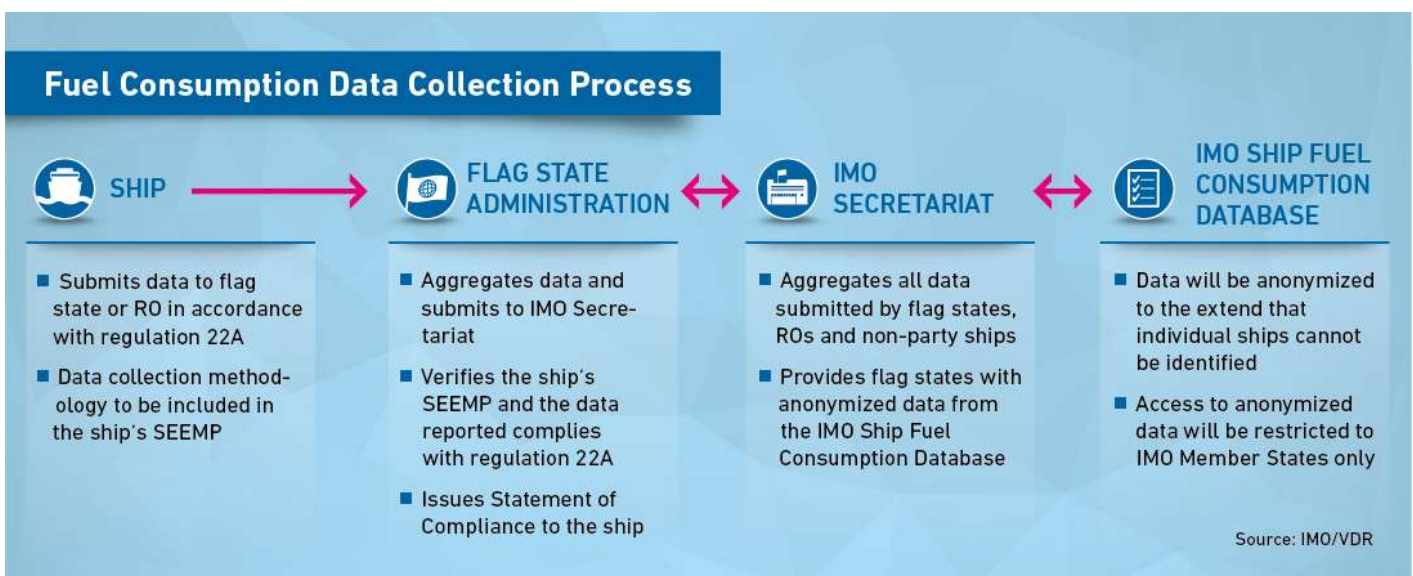 Fuel Consumption Data Collection Process
SHIP
FLAG STATE
ADMINISTRATION
IMO
SECRETARIAT
IMO SHIP FUEL
CONSUMPTION
DATABASE
Submits data to flag
state or RO in accordance
with regulation 22A
Data collection method-
ology to be included in
the ship's SEEMP
Aggregates data and
submits to IMO Secre-
tariat
Verifies the ship's
SEEMP and the data
reported complies
with regulation 22A
Issues Statement of
Compliance to the ship
Aggregates all data
submitted by flag states,
ROs and non-party ships
Provides flag states with
anonymized data from
the IMO Ship Fuel
Consumption Database
Data will be anonymized
to the extend that
individual ships cannot
be identified
Access to anonymized
data will be restricted to
IMO Member States only
Source: IMO/VDR